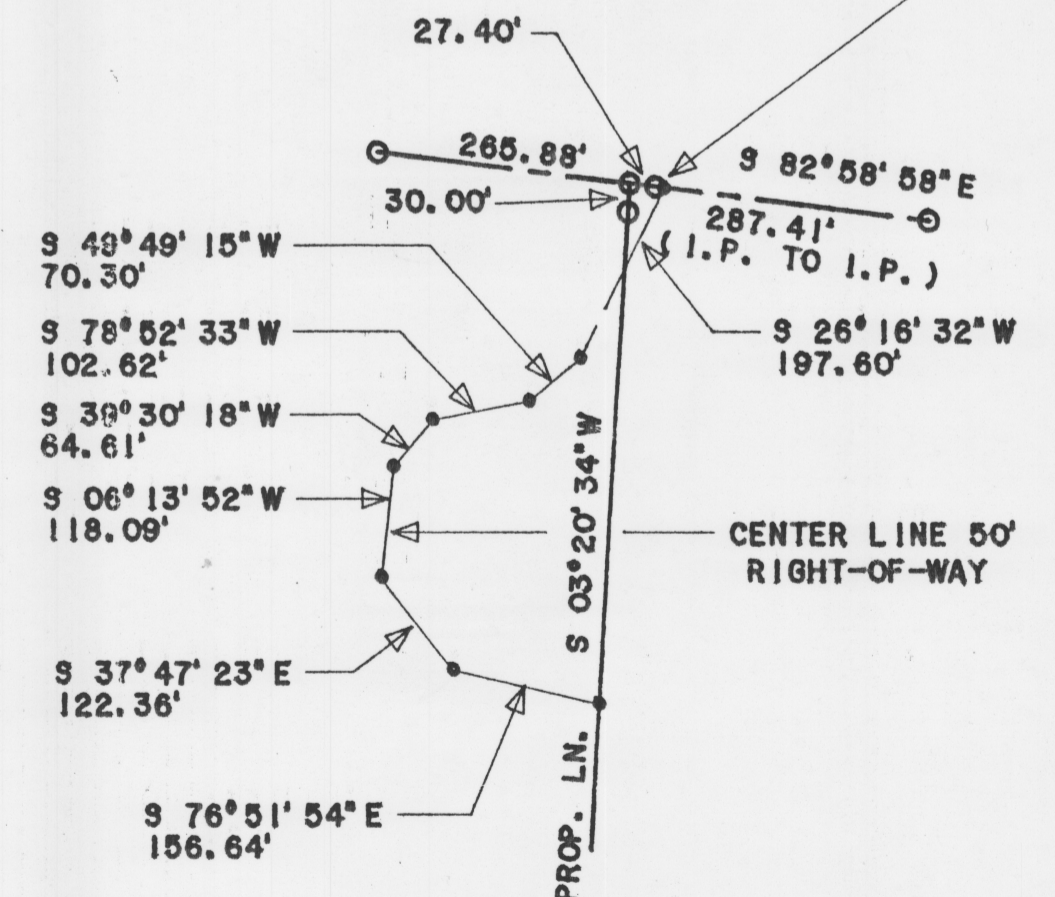 27.40'
265.88'
S 82°58' 58" E
30.00'
287.41'
( I.P. TO I.P. )
S 49°49' 15" W
70.30'
S 26°16' 32" W
197.60'
S 78°52' 33" W
102.62'
S 39°30' 18" W
64.61'
S 06°13' 52" W
118.09'
S 03°20' 34" W
CENTER LINE 50'
RIGHT-OF-WAY
S 37°47' 23" E
122.36'
S 76°51' 54" E
156.64'
PROP. LN.